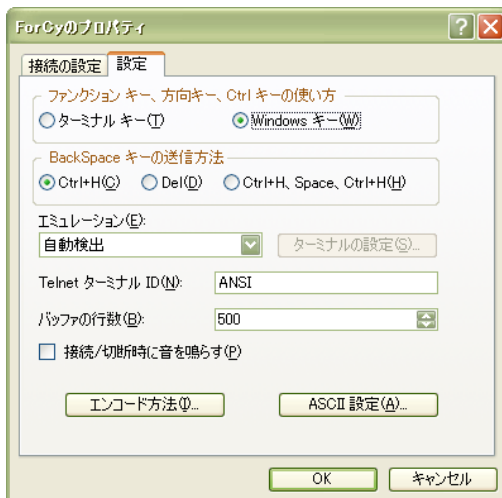 ForCyのプロパティ
接続の設定 設定
ファンクション キー、方向キー、Ctrl キーの使い方
ターミナル キー(T) Windows キー(W)
BackSpace キーの送信方法
Ctrl+H(C) Del(D) Ctrl+H、Space、Ctrl+H(H)
エミュレーション(E):
自動検出 ターミナルの設定(S)...
Telnet ターミナル ID(N): ANSI
バッファの行数(B): 500
接続/切断時に音を鳴らす(P)
エンコード方法(I)... ASCII 設定(A)...
OK キャンセル